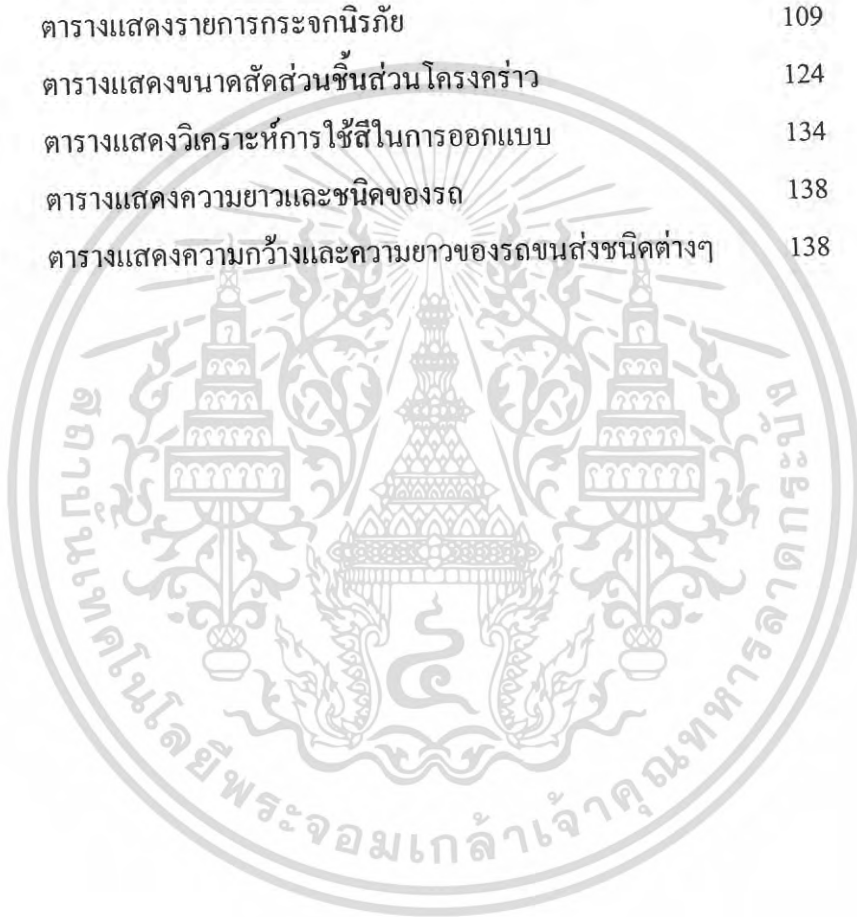 ตารางแสดงรายการกระจกนิรภัย 109
ตารางแสดงขนาดสัดส่วนชิ้นส่วนโครงคร่าว 124
ตารางแสดงวิเคราะห์การใช้สีในการออกแบบ 134
ตารางแสดงความยาวและชนิดของรถ 138
ตารางแสดงความกว้างและความยาวของรถขนส่งชนิดต่างๆ 138
สถาบันเทคโนโลยีพระจอมเกล้าเจ้าคุณทหารลาดกระบัง
๔